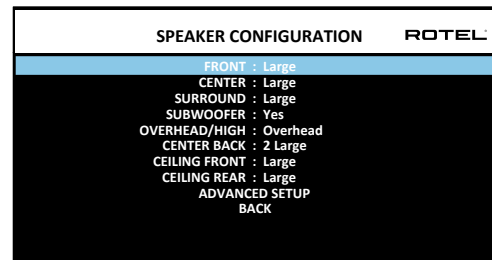 SPEAKER CONFIGURATION ROTEL
FRONT : Large
CENTER : Large
SURROUND : Large
SUBWOOFER : Yes
OVERHEAD/HIGH : Overhead
CENTER BACK : 2 Large
CEILING FRONT : Large
CEILING REAR : Large
ADVANCED SETUP
BACK